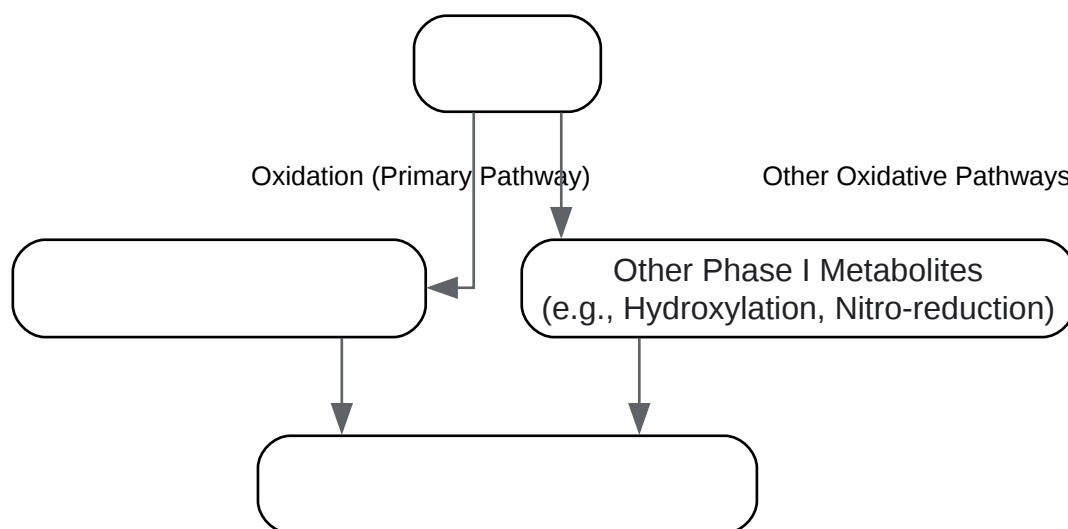 Oxidation (Primary Pathway)
Other Oxidative Pathways
Other Phase I Metabolites
(e.g., Hydroxylation, Nitro-reduction)